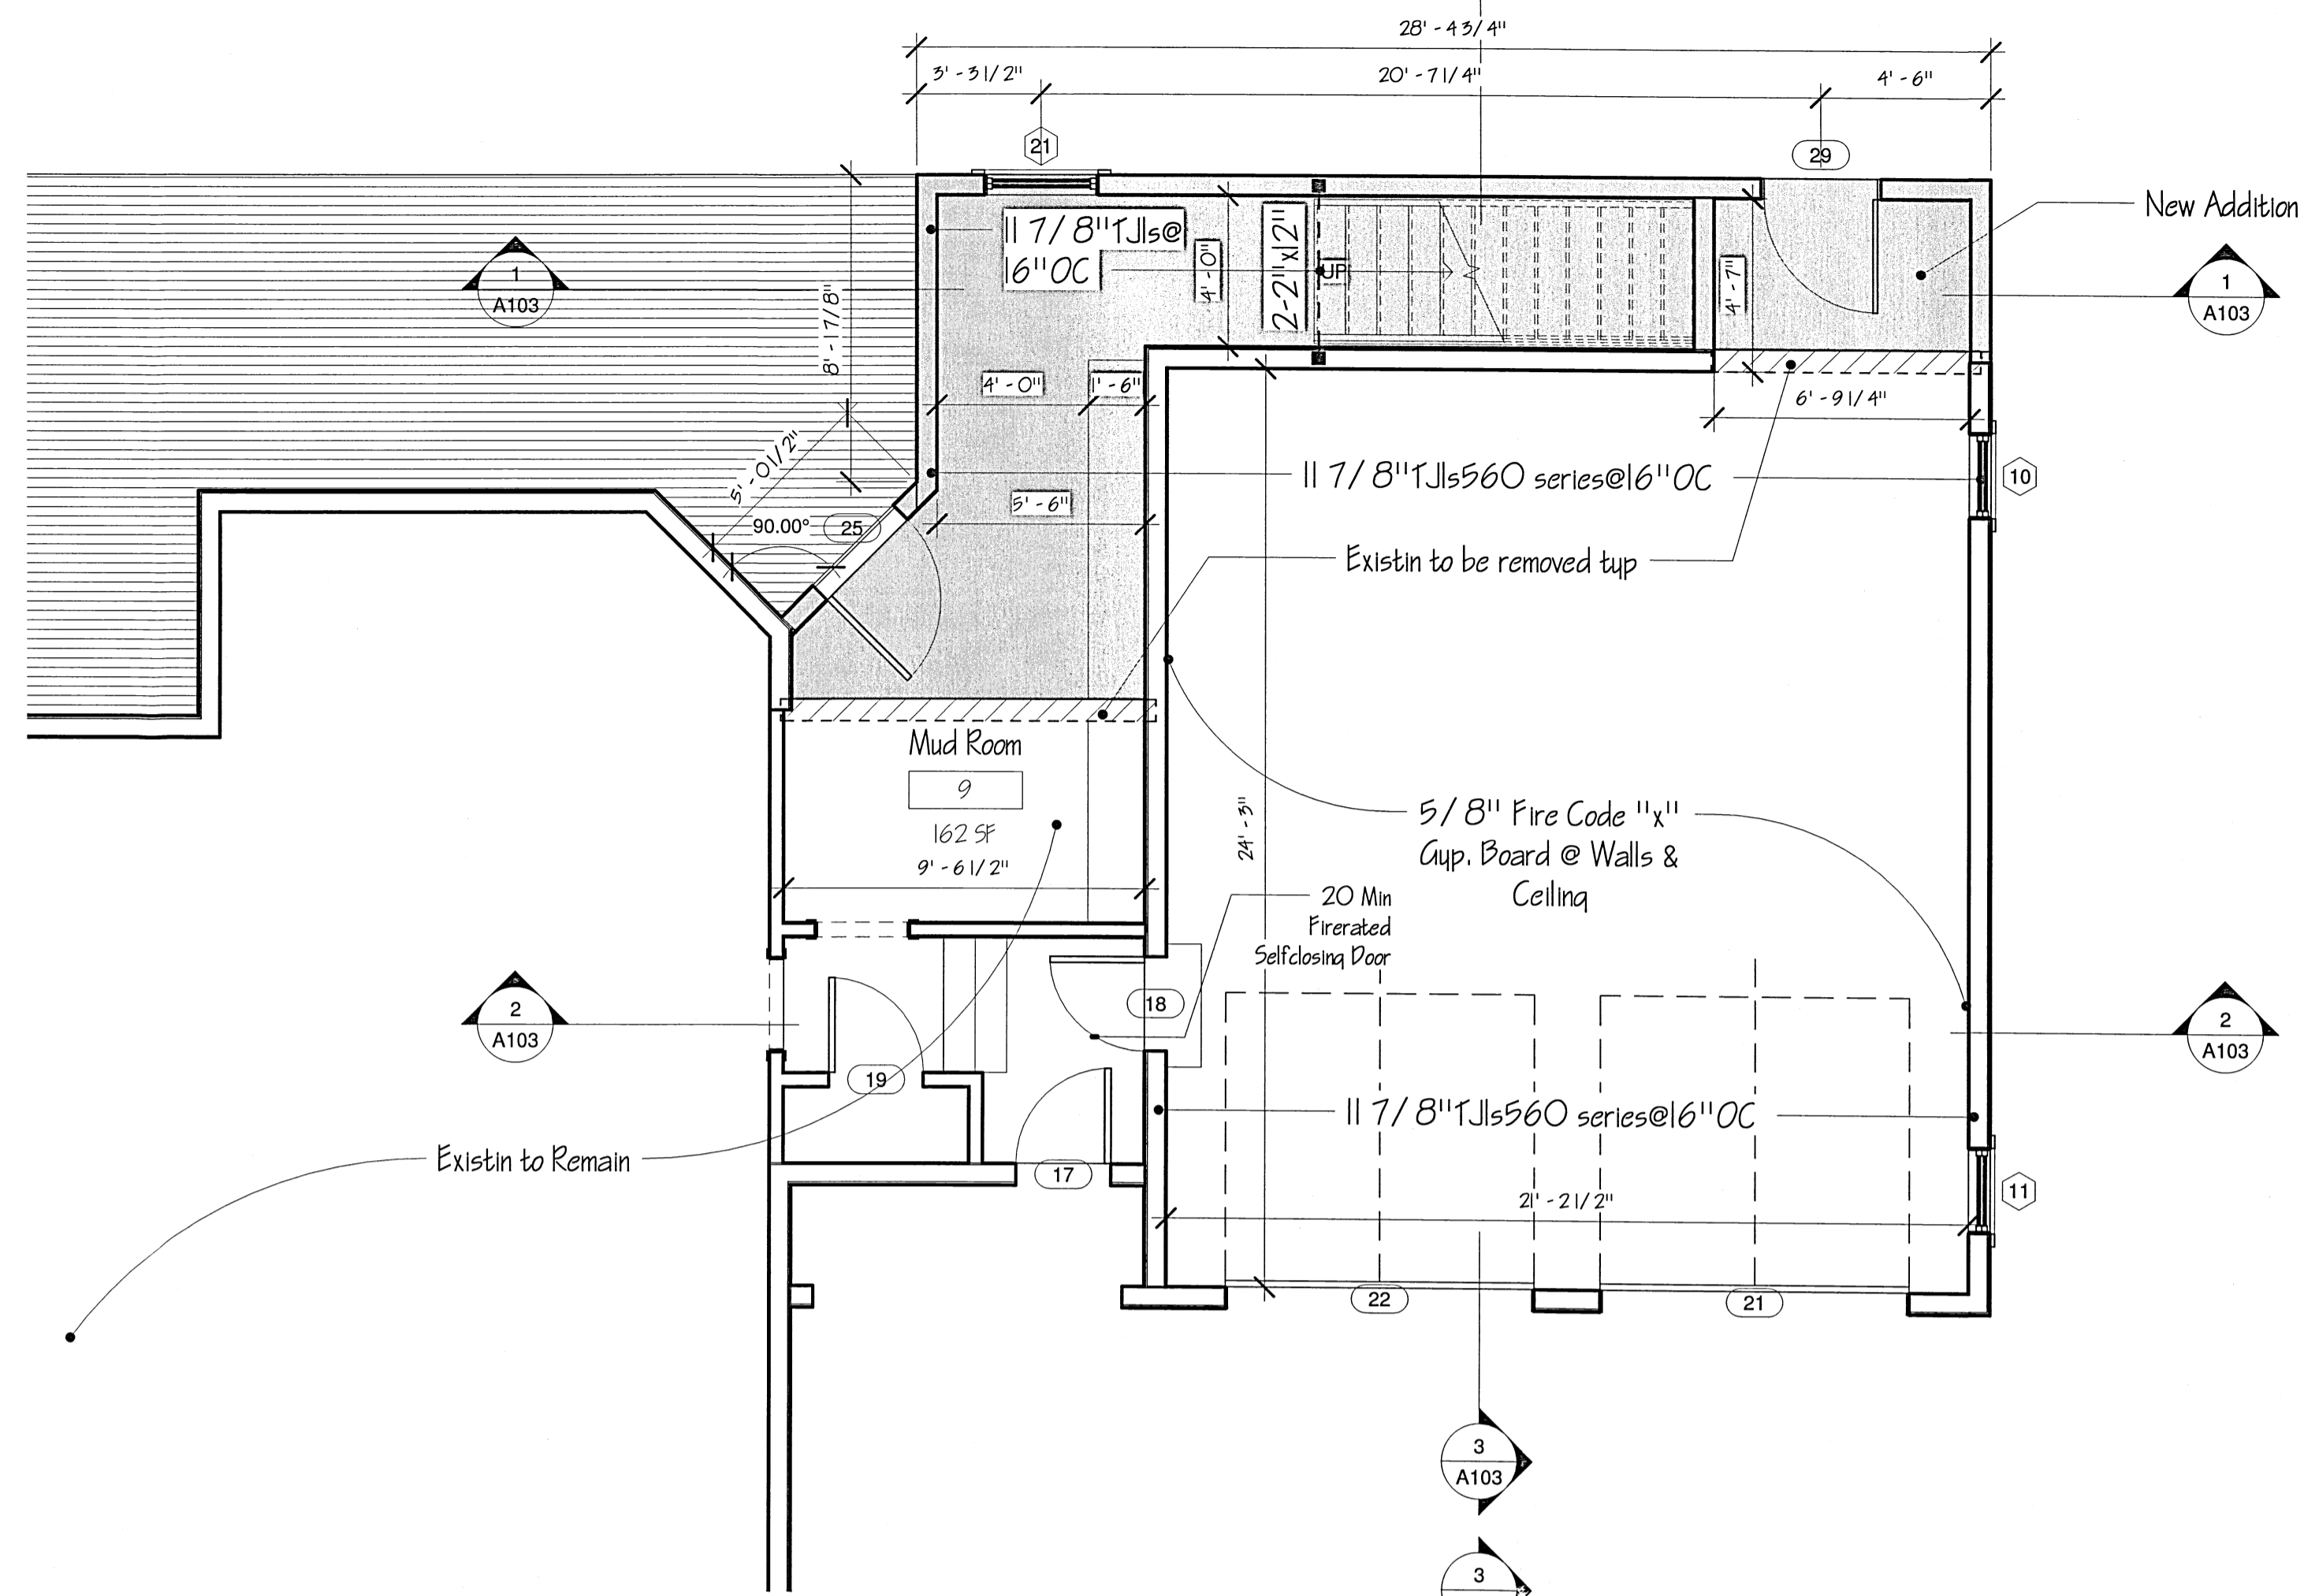 28' - 4 3/4"
3' - 3 1/2"
20' - 7 1/4"
4' - 6"
21
29
New Addition
11 7/8" TJIs@
16" OC
4' - 0"
2-2"x12"
UP
4' - 7"
1
A103
1
A103
8' - 1 7/8"
4' - 0"
1' - 6"
6' - 9 1/4"
5' - 0 1/2"
11 7/8" TJIs560 series@16" OC
10
5' - 6"
90.00°
25
Existin to be removed typ
Mud Room
9
162 SF
9' - 6 1/2"
24' - 3"
5/8" Fire Code "x"
Gyp. Board @ Walls &
Ceiling
20 Min
Firerated
Selfclosing Door
18
2
A103
2
A103
19
11 7/8" TJIs560 series@16" OC
Existin to Remain
17
21' - 2 1/2"
11
22
21
3
A103
3